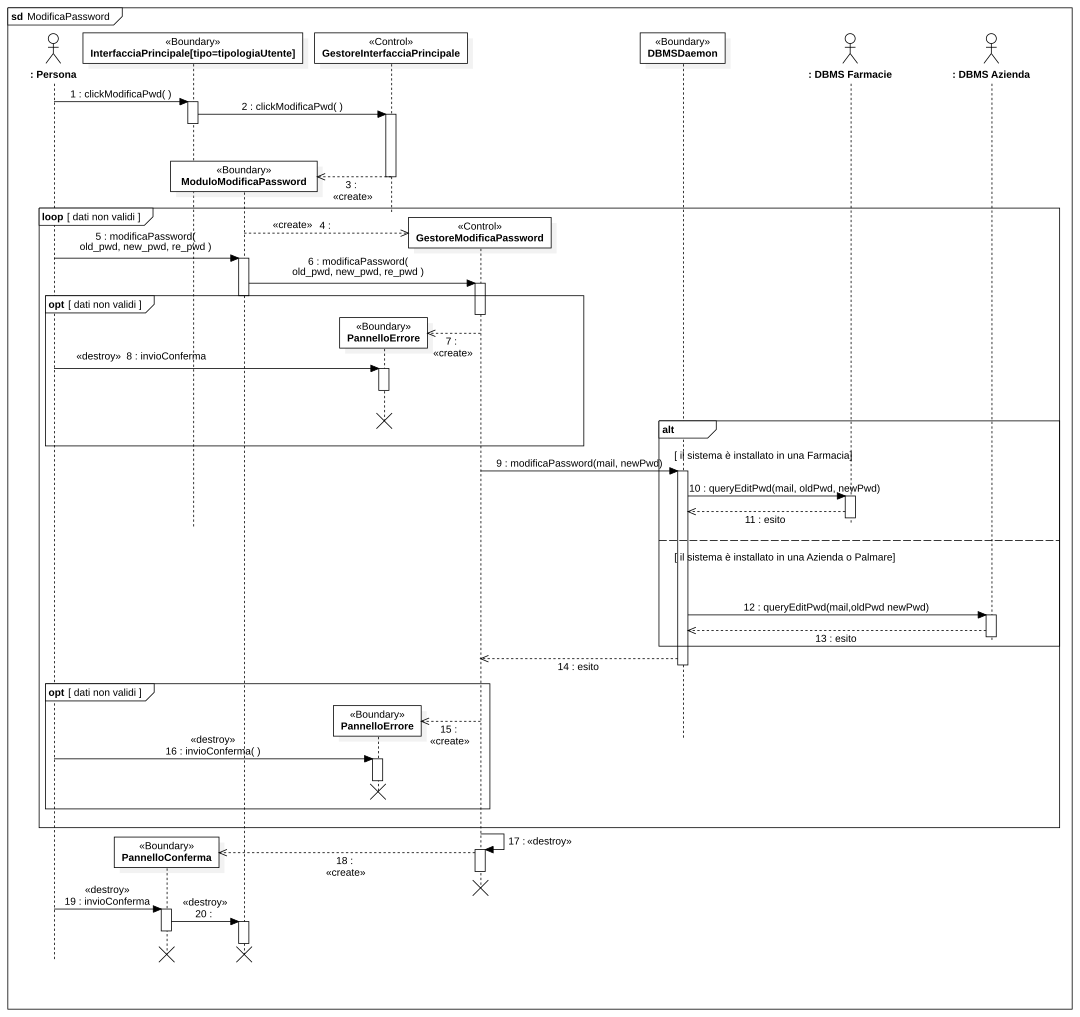 sd ModificaPassword
«Boundary»
InterfacciaPrincipale[tipo=tipologiaUtente]
«Control»
GestoreInterfacciaPrincipale
«Boundary»
DBMSDaemon
: Persona
: DBMS Farmacie
: DBMS Azienda
1 : clickModificaPwd( )
2 : clickModificaPwd( )
«Boundary»
ModuloModificaPassword
3 :
«create»
loop [ dati non validi ]
«create» 4 :
«Control»
GestoreModificaPassword
5 : modificaPassword(
old_pwd, new_pwd, re_pwd )
6 : modificaPassword(
old_pwd, new_pwd, re_pwd )
opt [ dati non validi ]
«Boundary»
PannelloErrore
7 :
«create»
«destroy» 8 : invioConferma
alt
[ il sistema è installato in una Farmacia]
9 : modificaPassword(mail, newPwd)
10 : queryEditPwd(mail, oldPwd, newPwd)
11 : esito
[ il sistema è installato in una Azienda o Palmare]
12 : queryEditPwd(mail,oldPwd newPwd)
13 : esito
14 : esito
opt [ dati non validi ]
«Boundary»
PannelloErrore
15 :
«create»
«destroy»
16 : invioConferma( )
17 : «destroy»
«Boundary»
PannelloConferma
18 :
«create»
«destroy»
19 : invioConferma
«destroy»
20 :